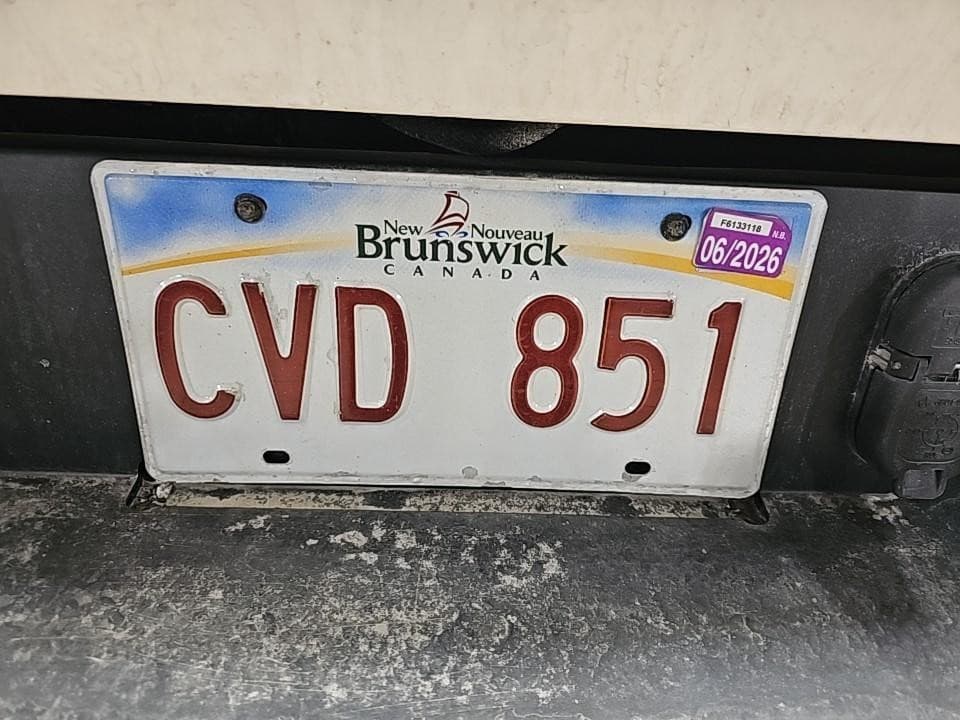 New Nouveau
Brunswick
CANADA
F6133118
N.B.
06/2026
CVD 851